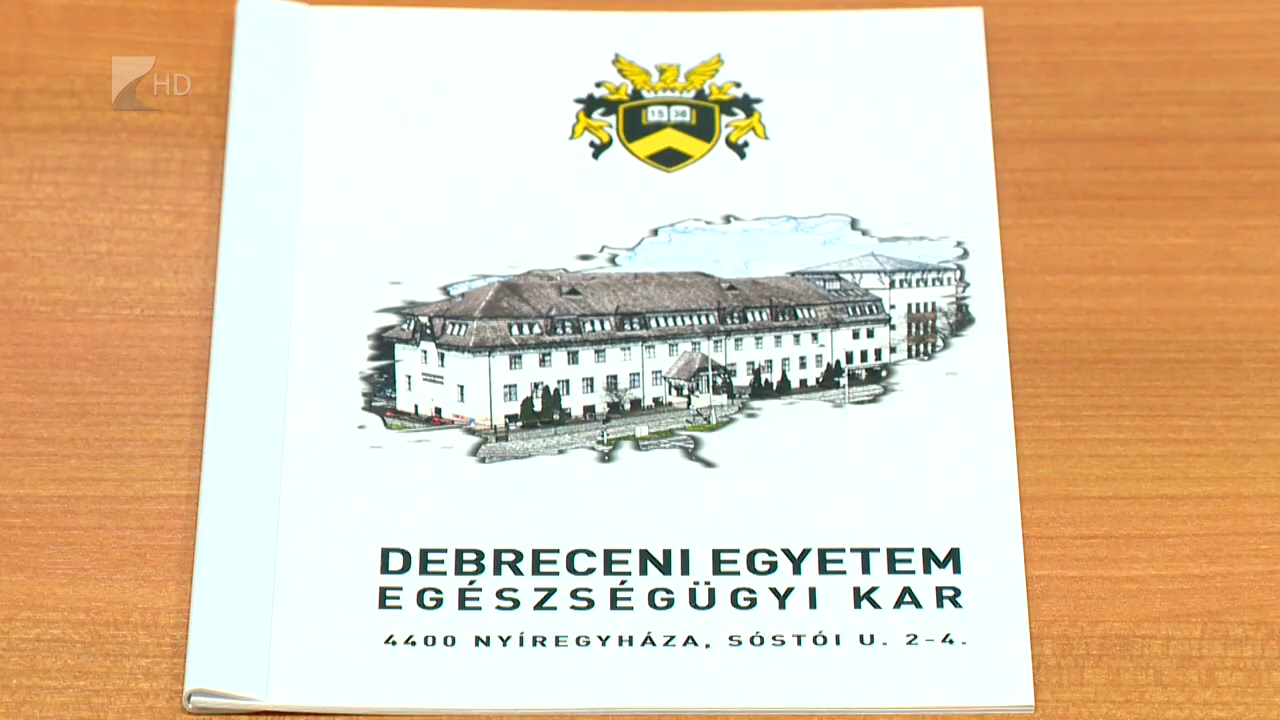 HD
15 38
DEBRECENI EGYETEM
EGÉSZSÉGÜGYI KAR
4400 NYÍREGYHÁZA, SÓSTÓI U. 2-4.